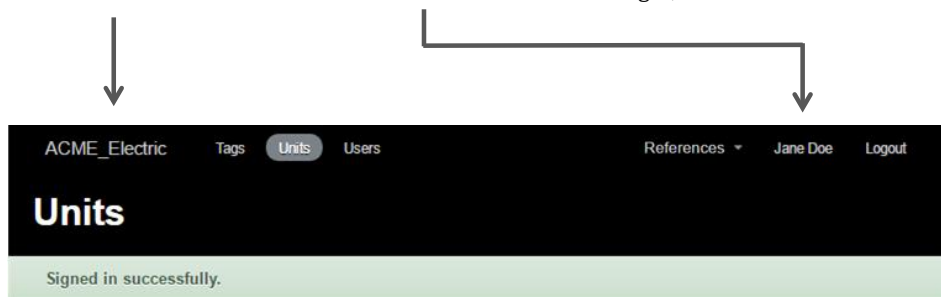 ACME_Electric Tags Units Users References Jane Doe Logout
Units
Signed in successfully.